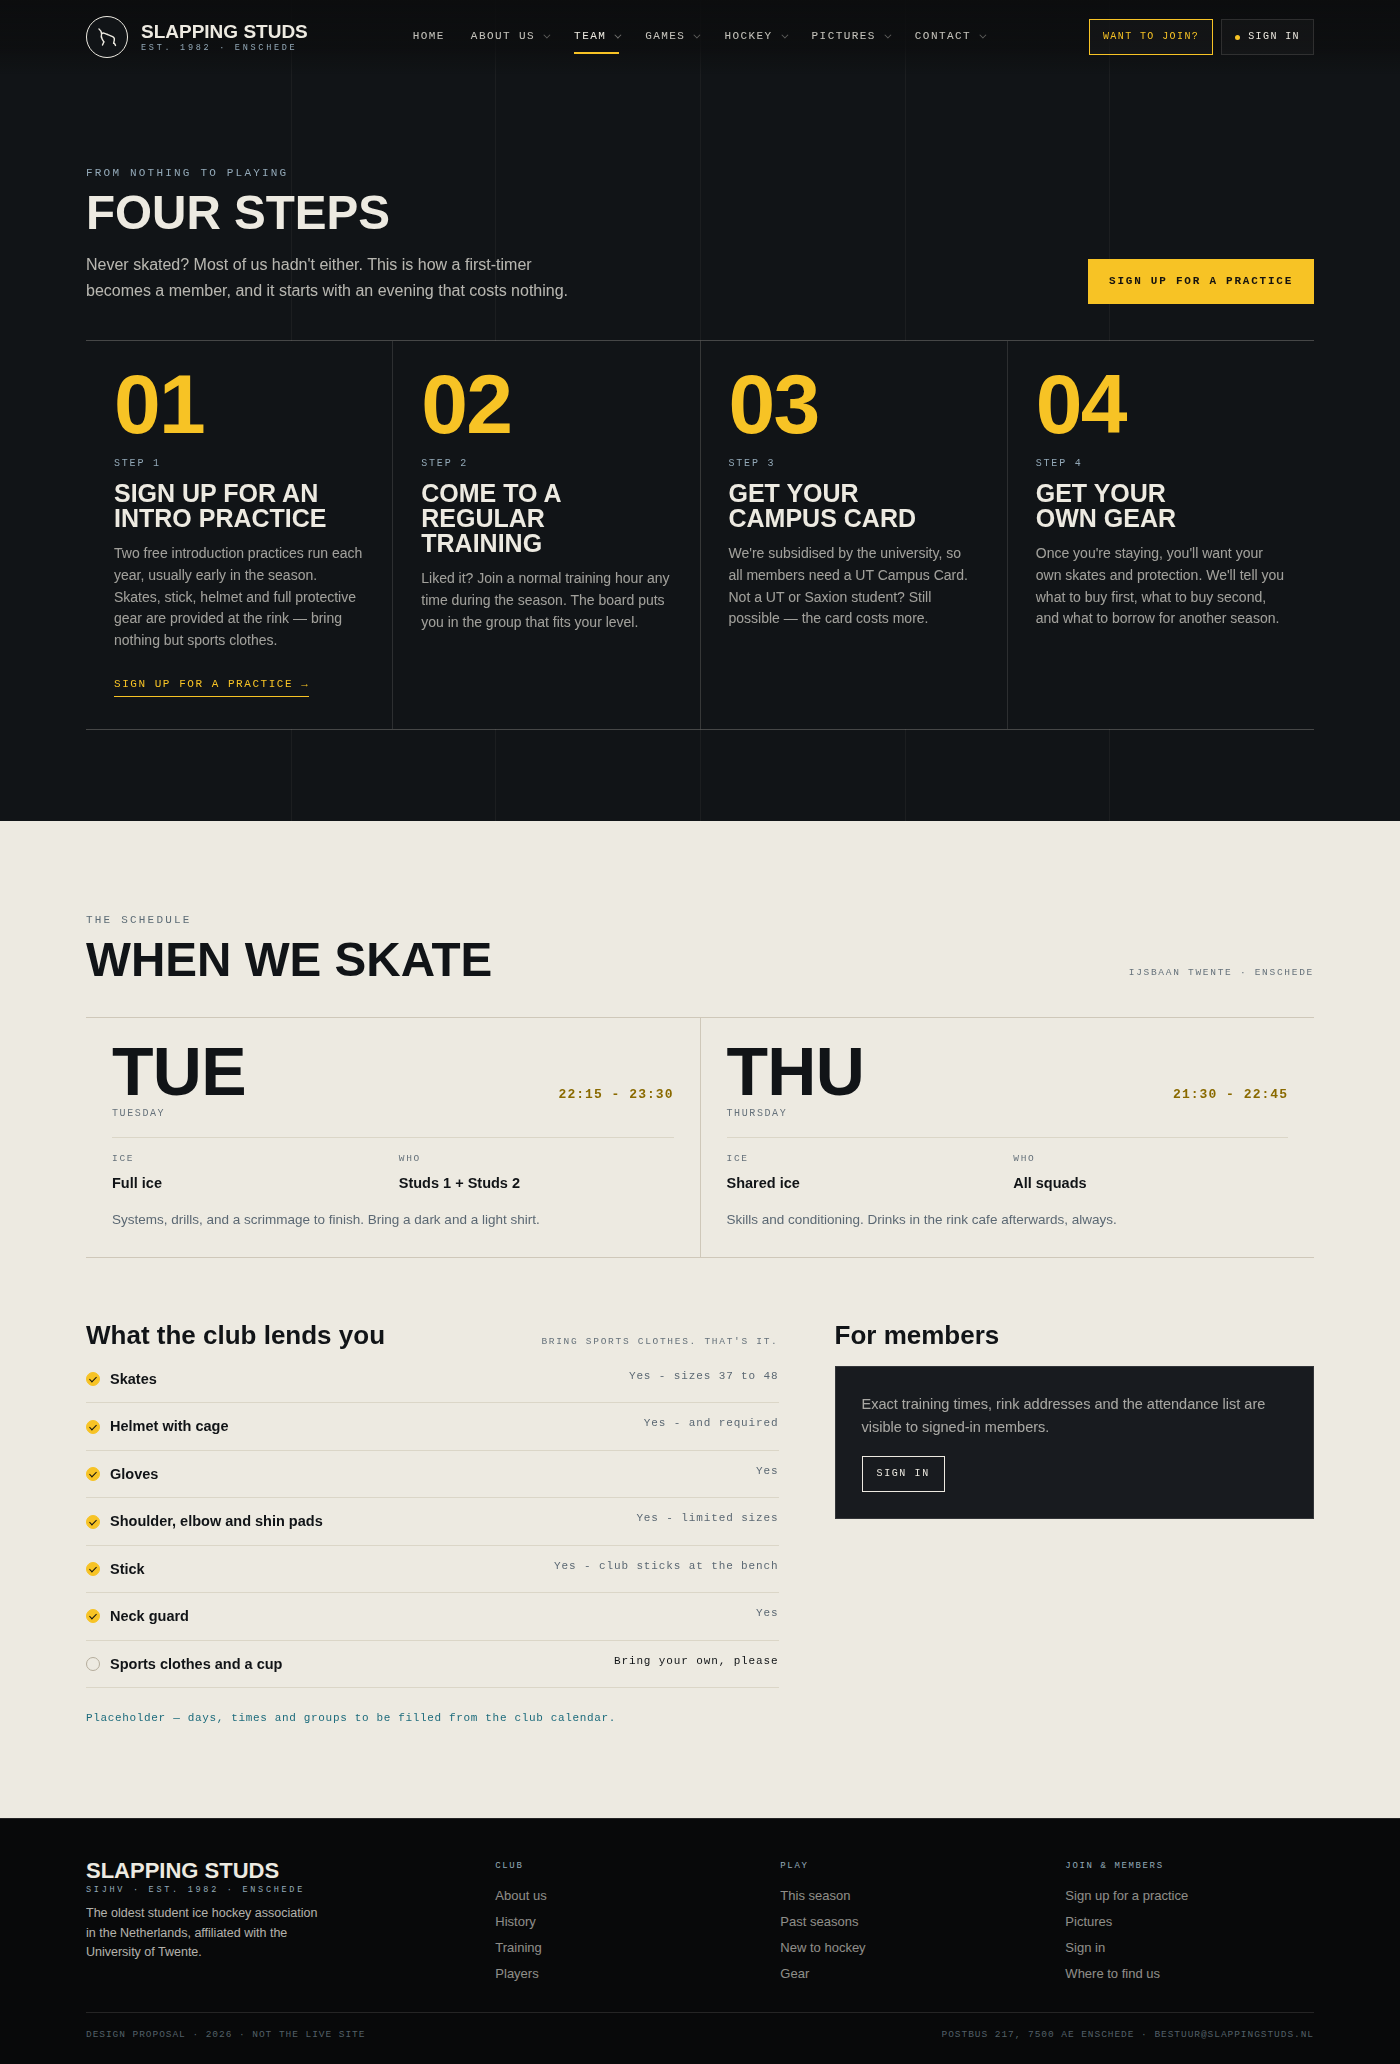 SLAPPING STUDS
EST. 1982 · ENSCHEDE
HOME
ABOUT US
TEAM
GAMES
HOCKEY
PICTURES
CONTACT
WANT TO JOIN?
SIGN IN
FROM NOTHING TO PLAYING
FOUR STEPS
Never skated? Most of us hadn't either. This is how a first-timer
becomes a member, and it starts with an evening that costs nothing.
SIGN UP FOR A PRACTICE
01
STEP 1
SIGN UP FOR AN
INTRO PRACTICE
Two free introduction practices run each
year, usually early in the season.
Skates, stick, helmet and full protective
gear are provided at the rink — bring
nothing but sports clothes.
SIGN UP FOR A PRACTICE →
02
STEP 2
COME TO A
REGULAR
TRAINING
Liked it? Join a normal training hour any
time during the season. The board puts
you in the group that fits your level.
03
STEP 3
GET YOUR
CAMPUS CARD
We're subsidised by the university, so
all members need a UT Campus Card.
Not a UT or Saxion student? Still
possible — the card costs more.
04
STEP 4
GET YOUR
OWN GEAR
Once you're staying, you'll want your
own skates and protection. We'll tell you
what to buy first, what to buy second,
and what to borrow for another season.
THE SCHEDULE
WHEN WE SKATE
IJSBAAN TWENTE · ENSCHEDE
TUE
22:15 - 23:30
TUESDAY
ICE
WHO
Full ice
Studs 1 + Studs 2
Systems, drills, and a scrimmage to finish. Bring a dark and a light shirt.
THU
21:30 - 22:45
THURSDAY
ICE
WHO
Shared ice
All squads
Skills and conditioning. Drinks in the rink cafe afterwards, always.
What the club lends you
BRING SPORTS CLOTHES. THAT'S IT.
Skates
Yes - sizes 37 to 48
Helmet with cage
Yes - and required
Gloves
Yes
Shoulder, elbow and shin pads
Yes - limited sizes
Stick
Yes - club sticks at the bench
Neck guard
Yes
Sports clothes and a cup
Bring your own, please
Placeholder — days, times and groups to be filled from the club calendar.
For members
Exact training times, rink addresses and the attendance list are
visible to signed-in members.
SIGN IN
SLAPPING STUDS
SIJHV · EST. 1982 · ENSCHEDE
The oldest student ice hockey association
in the Netherlands, affiliated with the
University of Twente.
CLUB
About us
History
Training
Players
PLAY
This season
Past seasons
New to hockey
Gear
JOIN & MEMBERS
Sign up for a practice
Pictures
Sign in
Where to find us
DESIGN PROPOSAL · 2026 · NOT THE LIVE SITE
POSTBUS 217, 7500 AE ENSCHEDE · BESTUUR@SLAPPINGSTUDS.NL